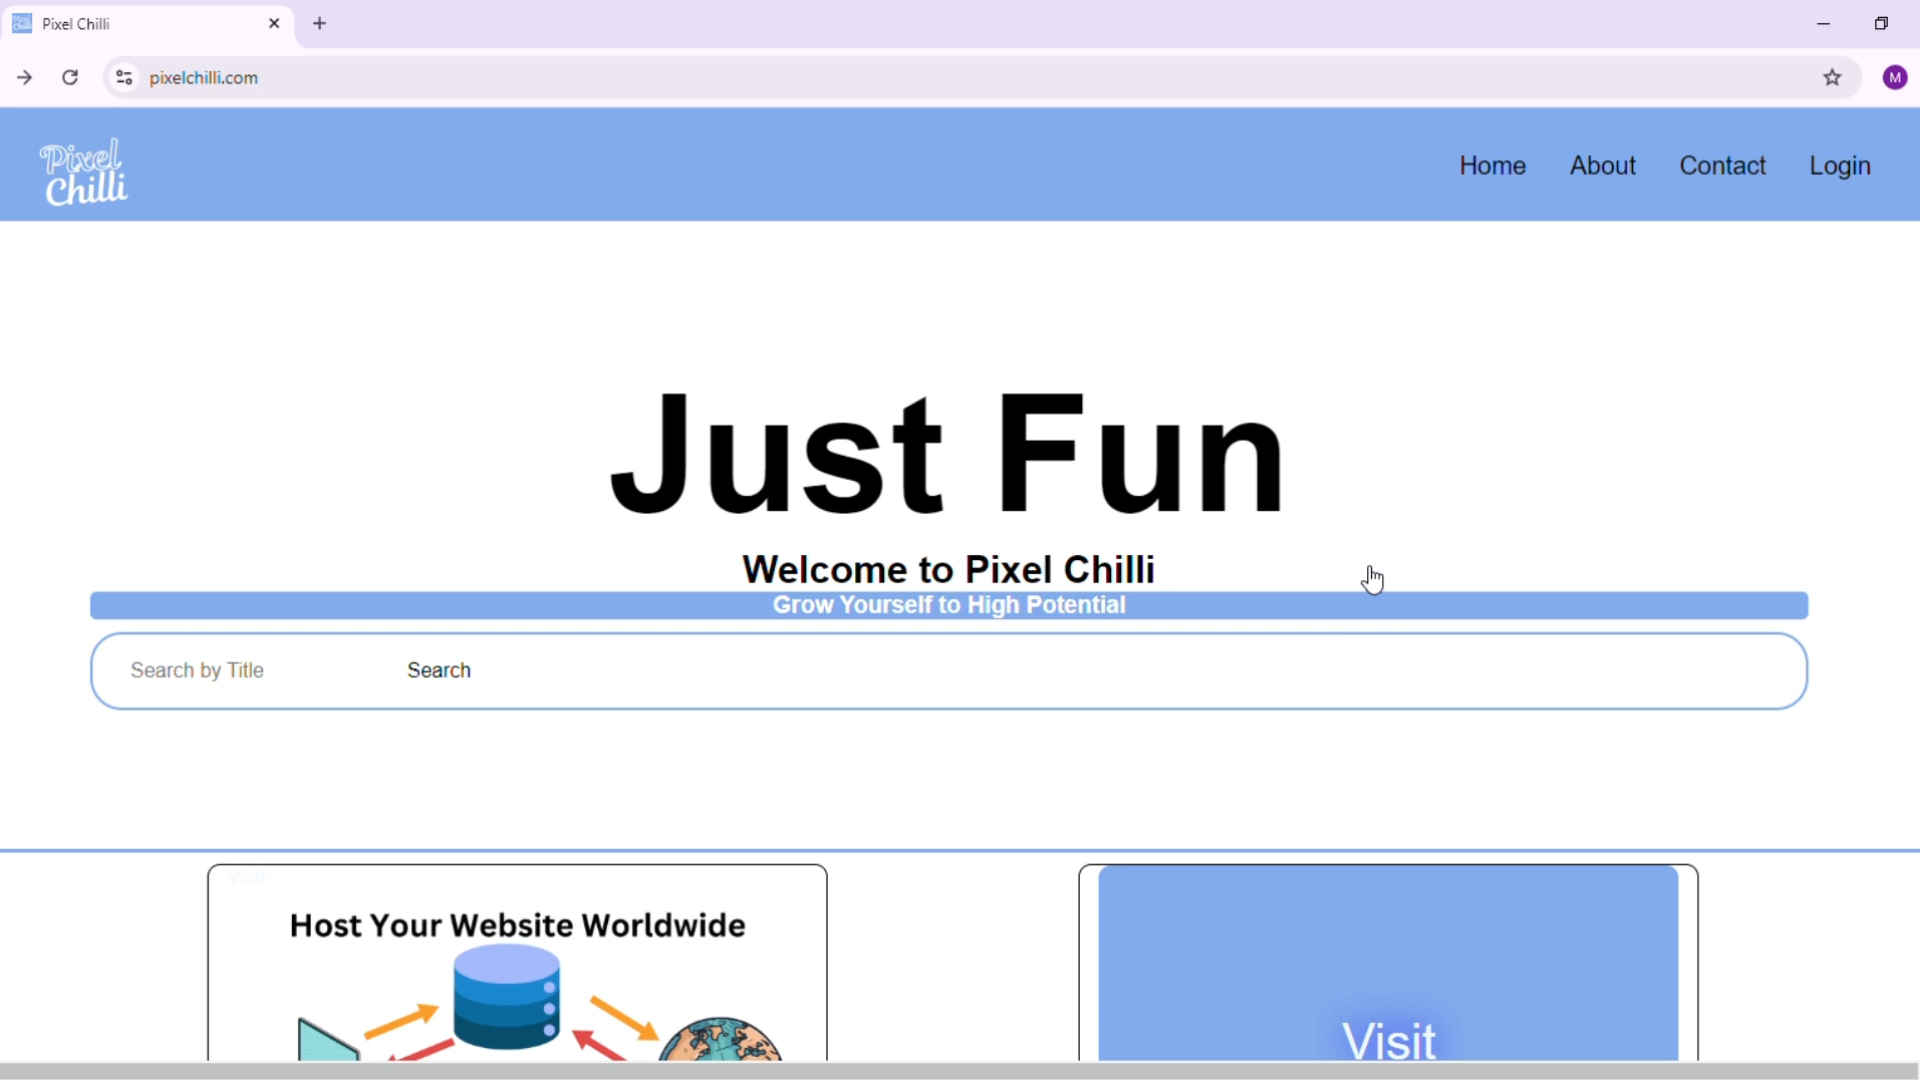 Pixel Chilli
pixelchilli.com
M
Pixel
Chilli
Home About Contact Login
Just Fun
Welcome to Pixel Chilli
Grow Yourself to High Potential
Search by Title Search
Visit
Host Your Website Worldwide
Visit